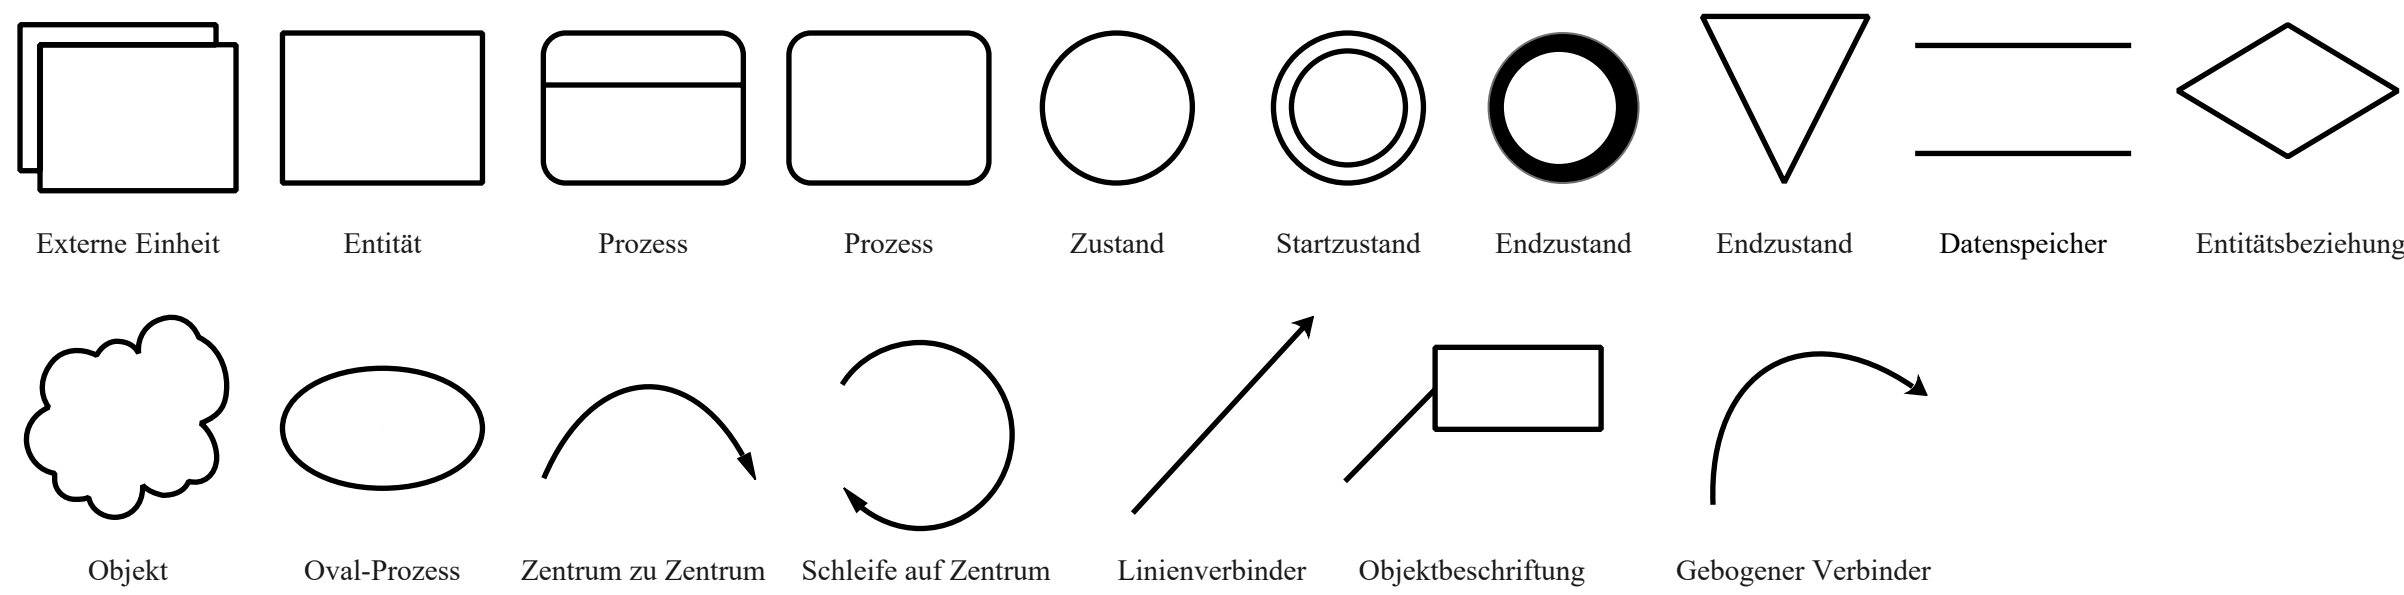 Externe Einheit
Entität
Prozess
Prozess
Zustand
Startzustand
Endzustand
Endzustand
Datenspeicher
Entitätsbeziehung
Objekt
Oval-Prozess
Zentrum zu Zentrum
Schleife auf Zentrum
Linienverbinder
Objektbeschriftung
Gebogener Verbinder